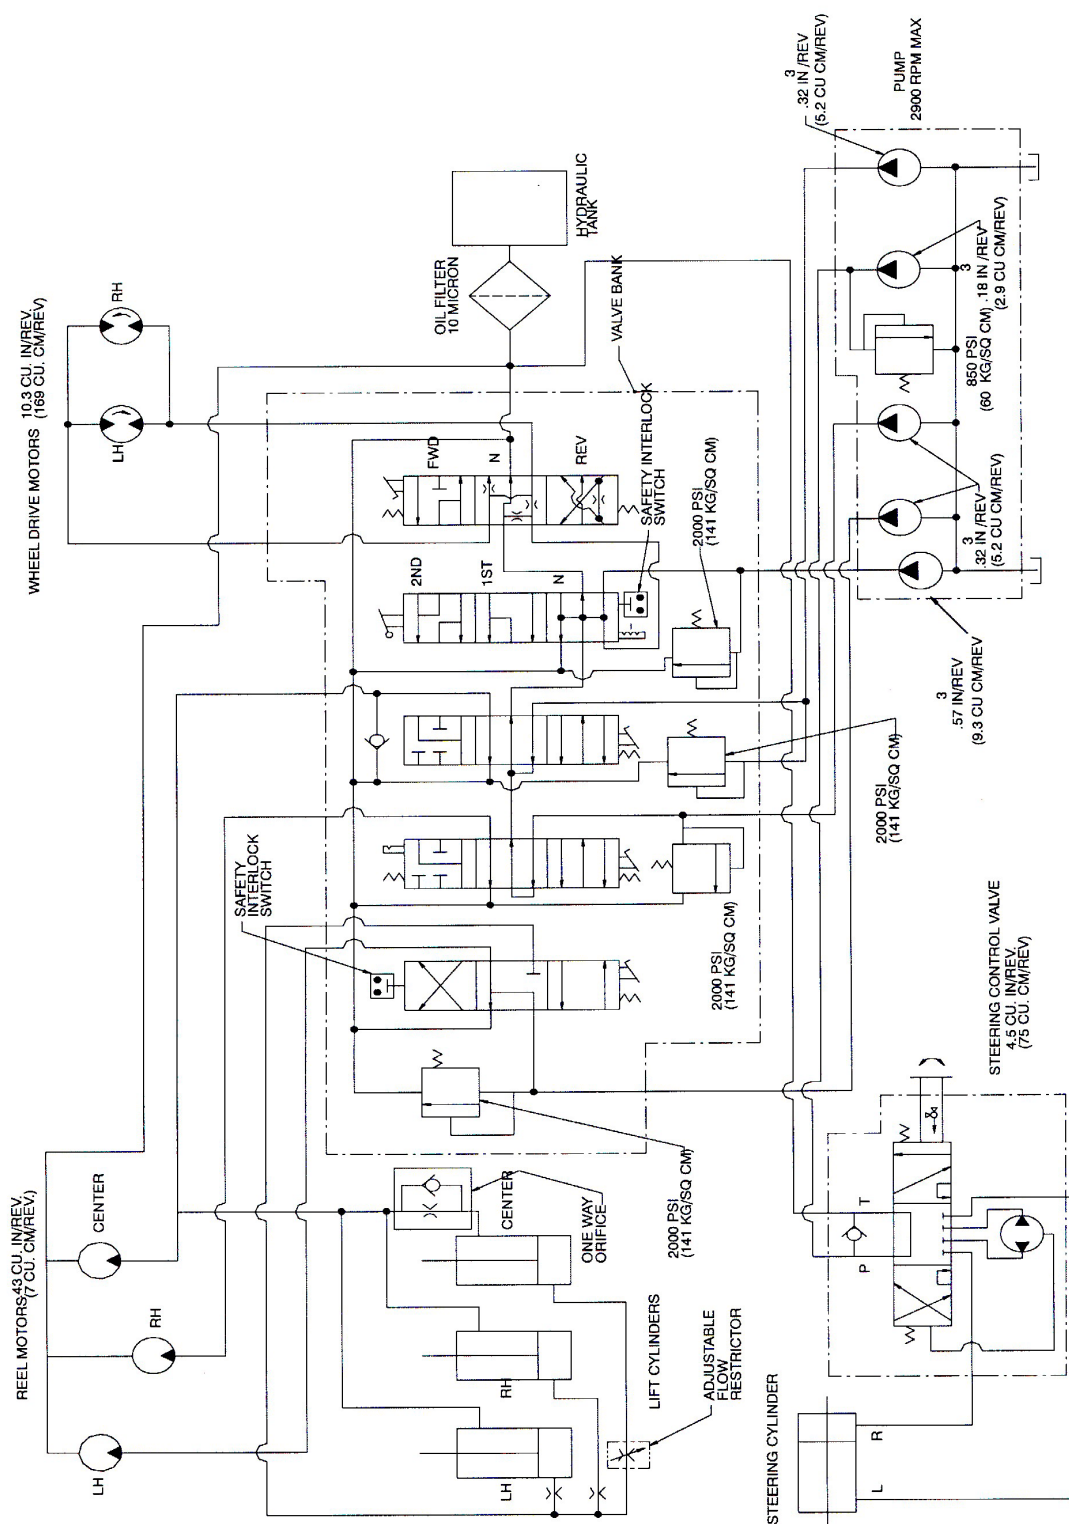 WHEEL DRIVE MOTORS 10.3 CU. IN/REV.
(169 CU. CM/REV)
LH
RH
OIL FILTER
10 MICRON
HYDRAULIC
TANK
VALVE BANK
SAFETY INTERLOCK
SWITCH
FWD
N
REV
2ND
1ST
N
2000 PSI
(141 KG/SQ CM)
2000 PSI
(141 KG/SQ CM)
2000 PSI
(141 KG/SQ CM)
2000 PSI
(141 KG/SQ CM)
SAFETY
INTERLOCK
SWITCH
PUMP
2900 RPM MAX
3
.32 IN /REV
(5.2 CU CM/REV)
3
.18 IN /REV
(2.9 CU CM/REV)
850 PSI
(60 KG/SQ CM)
3
.32 IN /REV
(5.2 CU CM/REV)
3
.57 IN/REV
(9.3 CU CM/REV
REEL MOTORS.43 CU. IN/REV.
(7 CU. CM/REV.)
LH
RH
CENTER
LH
RH
CENTER
ONE WAY
ORIFICE
LIFT CYLINDERS
ADJUSTABLE
FLOW
RESTRICTOR
STEERING CONTROL VALVE
4.5 CU. IN/REV.
(75 CU. CM/REV)
P
T
STEERING CYLINDER
L
R